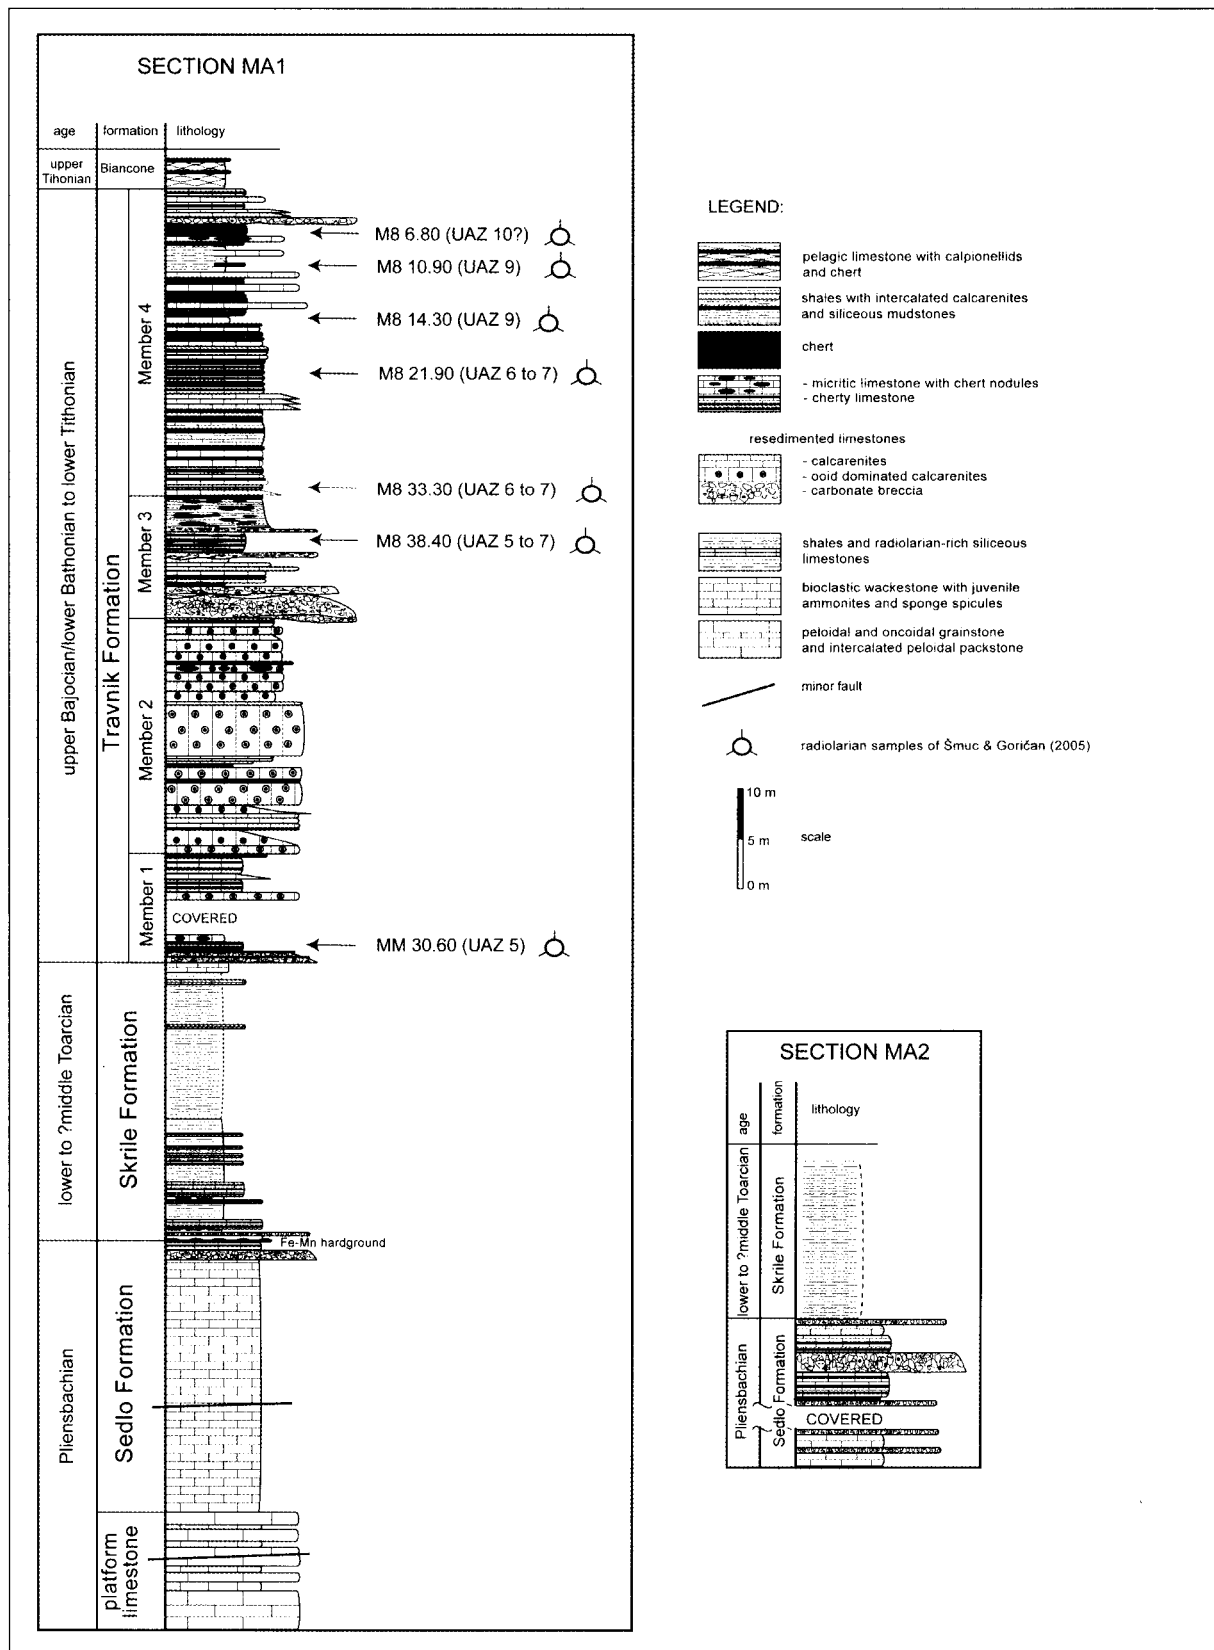 SECTION MA1
age
formation
lithology
upper
Tihonian
Biancone
upper Bajocian/lower Bathonian to lower Tithonian
Travnik Formation
Member 4
Member 3
Member 2
Member 1
M8 6.80 (UAZ 10?)
M8 10.90 (UAZ 9)
M8 14.30 (UAZ 9)
M8 21.90 (UAZ 6 to 7)
M8 33.30 (UAZ 6 to 7)
M8 38.40 (UAZ 5 to 7)
COVERED
MM 30.60 (UAZ 5)
lower to ?middle Toarcian
Skrile Formation
Fe-Mn hardground
Pliensbachian
Sedlo Formation
platform
limestone
LEGEND:
pelagic limestone with calpionellids
and chert
shales with intercalated calcarenites
and siliceous mudstones
chert
- micritic limestone with chert nodules
- cherty limestone
resedimented limestones
- calcarenites
- ooid dominated calcarenites
- carbonate breccia
shales and radiolarian-rich siliceous
limestones
bioclastic wackestone with juvenile
ammonites and sponge spicules
peloidal and oncoidal grainstone
and intercalated peloidal packstone
minor fault
radiolarian samples of Šmuc & Goričan (2005)
10 m
5 m
0 m
scale
SECTION MA2
age
formation
lithology
lower to ?middle Toarcian
Skrile Formation
Pliensbachian
Sedlo Formation
COVERED